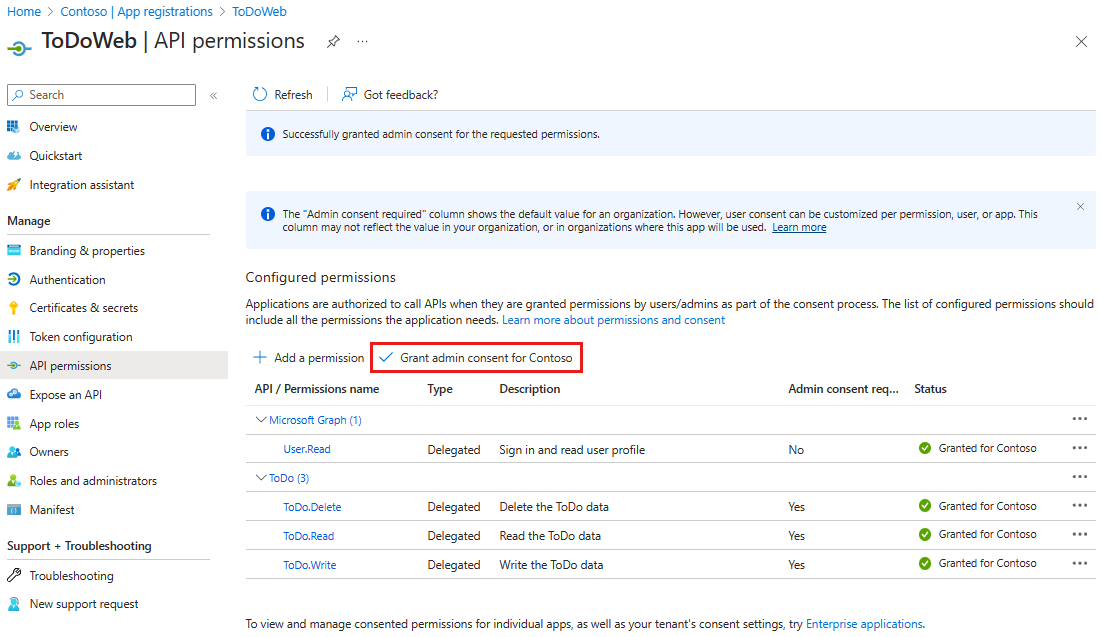 Home > Contoso | App registrations > ToDoWeb
ToDoWeb | API permissions
Search
Overview
Quickstart
Integration assistant
Manage
Branding & properties
Authentication
Certificates & secrets
Token configuration
API permissions
Expose an API
App roles
Owners
Roles and administrators
Manifest
Support + Troubleshooting
Troubleshooting
New support request
Refresh | Got feedback?
Successfully granted admin consent for the requested permissions.
The "Admin consent required" column shows the default value for an organization. However, user consent can be customized per permission, user, or app. This
column may not reflect the value in your organization, or in organizations where this app will be used. Learn more
Configured permissions
Applications are authorized to call APIs when they are granted permissions by users/admins as part of the consent process. The list of configured permissions should
include all the permissions the application needs. Learn more about permissions and consent
Add a permission Grant admin consent for Contoso
API / Permissions name Type Description Admin consent req... Status
Microsoft Graph (1)
User.Read Delegated Sign in and read user profile No Granted for Contoso
ToDo (3)
ToDo.Delete Delegated Delete the ToDo data Yes Granted for Contoso
ToDo.Read Delegated Read the ToDo data Yes Granted for Contoso
ToDo.Write Delegated Write the ToDo data Yes Granted for Contoso
To view and manage consented permissions for individual apps, as well as your tenant's consent settings, try Enterprise applications.